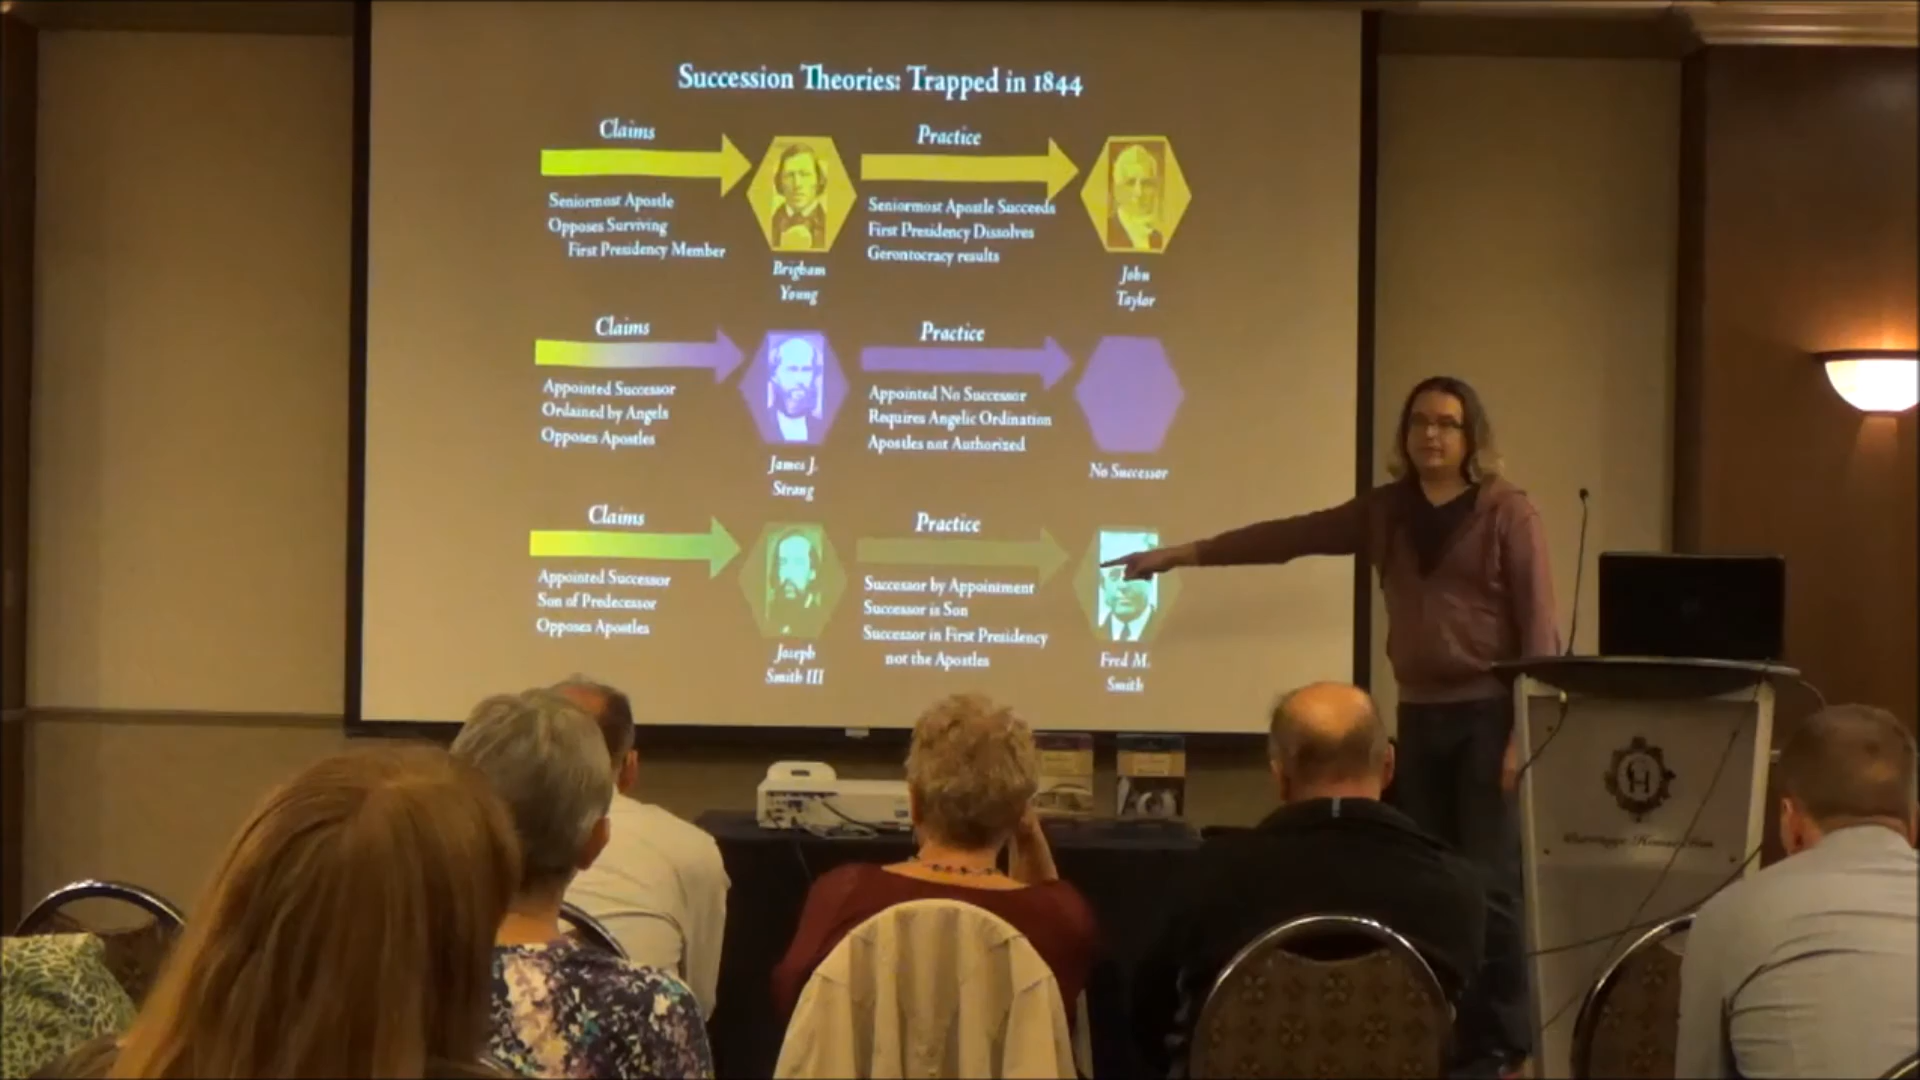 Succession Theories: Trapped in 1844
Claims
Seniormost Apostle
Opposes Surviving
First Presidency Member
Brigham
Young
Practice
Seniormost Apostle Succeeds
First Presidency Dissolves
Gerontocracy results
John
Taylor
Claims
Appointed Successor
Ordained by Angels
Opposes Apostles
James J.
Strang
Practice
Appointed No Successor
Requires Angelic Ordination
Apostles not Authorized
No Successor
Claims
Appointed Successor
Son of Predecessor
Opposes Apostles
Joseph
Smith III
Practice
Successor by Appointment
Successor is Son
Successor in First Presidency
not the Apostles
Fred M.
Smith